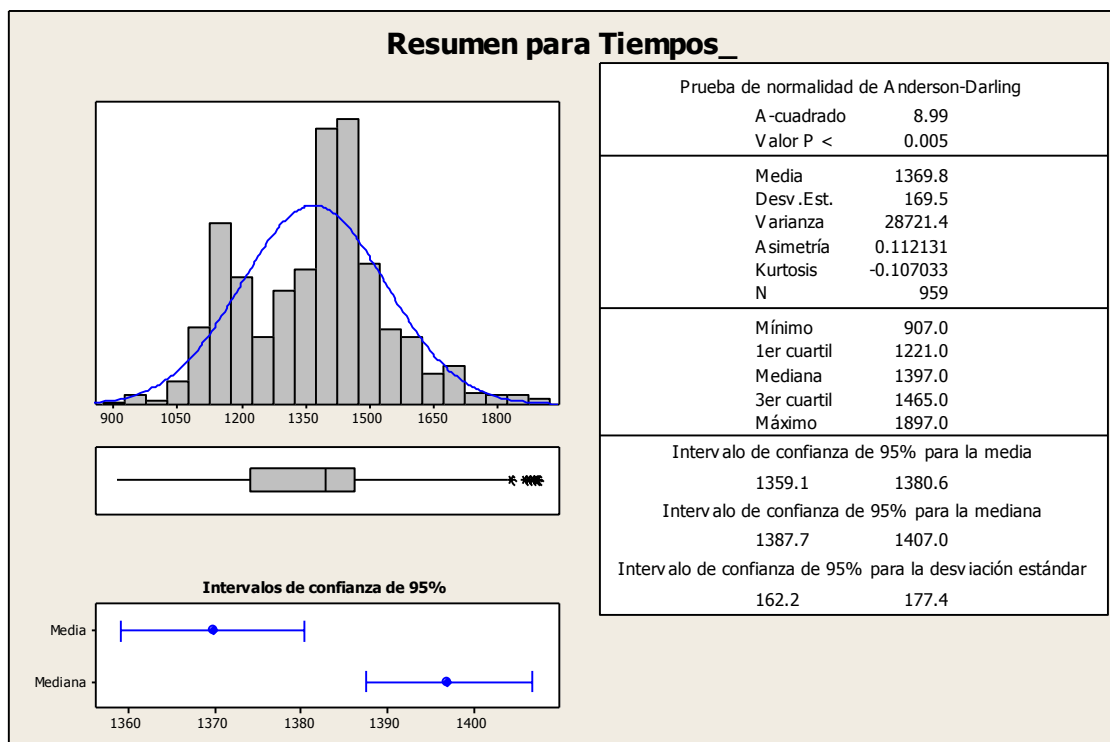 Resumen para Tiempos_
900 1050 1200 1350 1500 1650 1800
Intervalos de confianza de 95%
Media
Mediana
1360 1370 1380 1390 1400
Prueba de normalidad de Anderson-Darling
A-cuadrado 8.99
Valor P < 0.005
Media 1369.8
Desv.Est. 169.5
Varianza 28721.4
Asimetría 0.112131
Kurtosis -0.107033
N 959
Mínimo 907.0
1er cuartil 1221.0
Mediana 1397.0
3er cuartil 1465.0
Máximo 1897.0
Intervalo de confianza de 95% para la media
1359.1 1380.6
Intervalo de confianza de 95% para la mediana
1387.7 1407.0
Intervalo de confianza de 95% para la desviación estándar
162.2 177.4